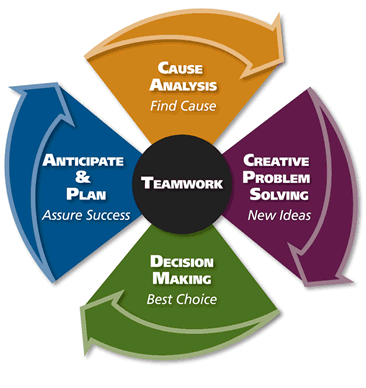 CAUSE
ANALYSIS
Find Cause
ANTICIPATE
&
PLAN
Assure Success
TEAMWORK
CREATIVE
PROBLEM
SOLVING
New Ideas
DECISION
MAKING
Best Choice